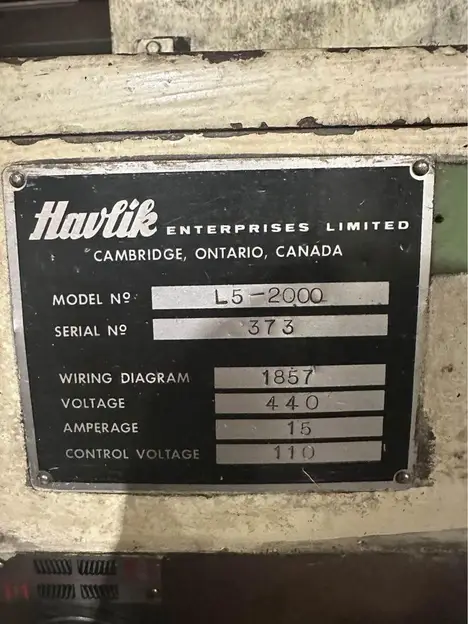 Havlik ENTERPRISES LIMITED
CAMBRIDGE, ONTARIO, CANADA
MODEL Nº L5-2000
SERIAL Nº 373
WIRING DIAGRAM 1857
VOLTAGE 440
AMPERAGE 15
CONTROL VOLTAGE 110